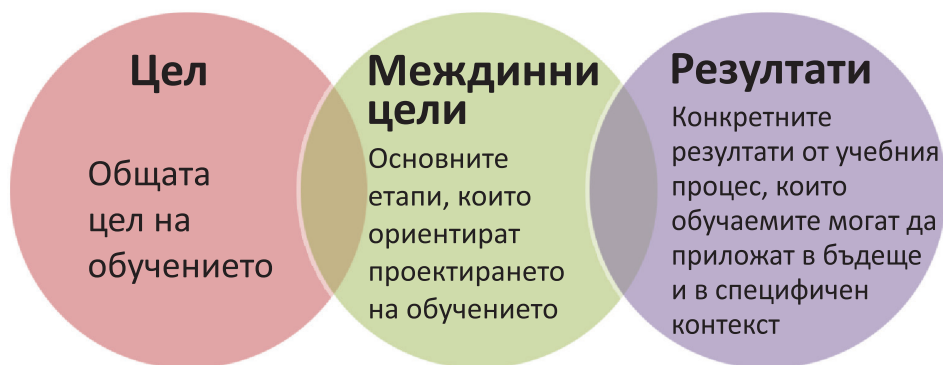 Цел
Общата
цел на
обучението
Междинни
цели
Основните
етапи, които
ориентират
проектирането
на обучението
Резултати
Конкретните
резултати от учебния
процес, които
обучаемите могат да
приложат в бъдеще
и в специфичен
контекст